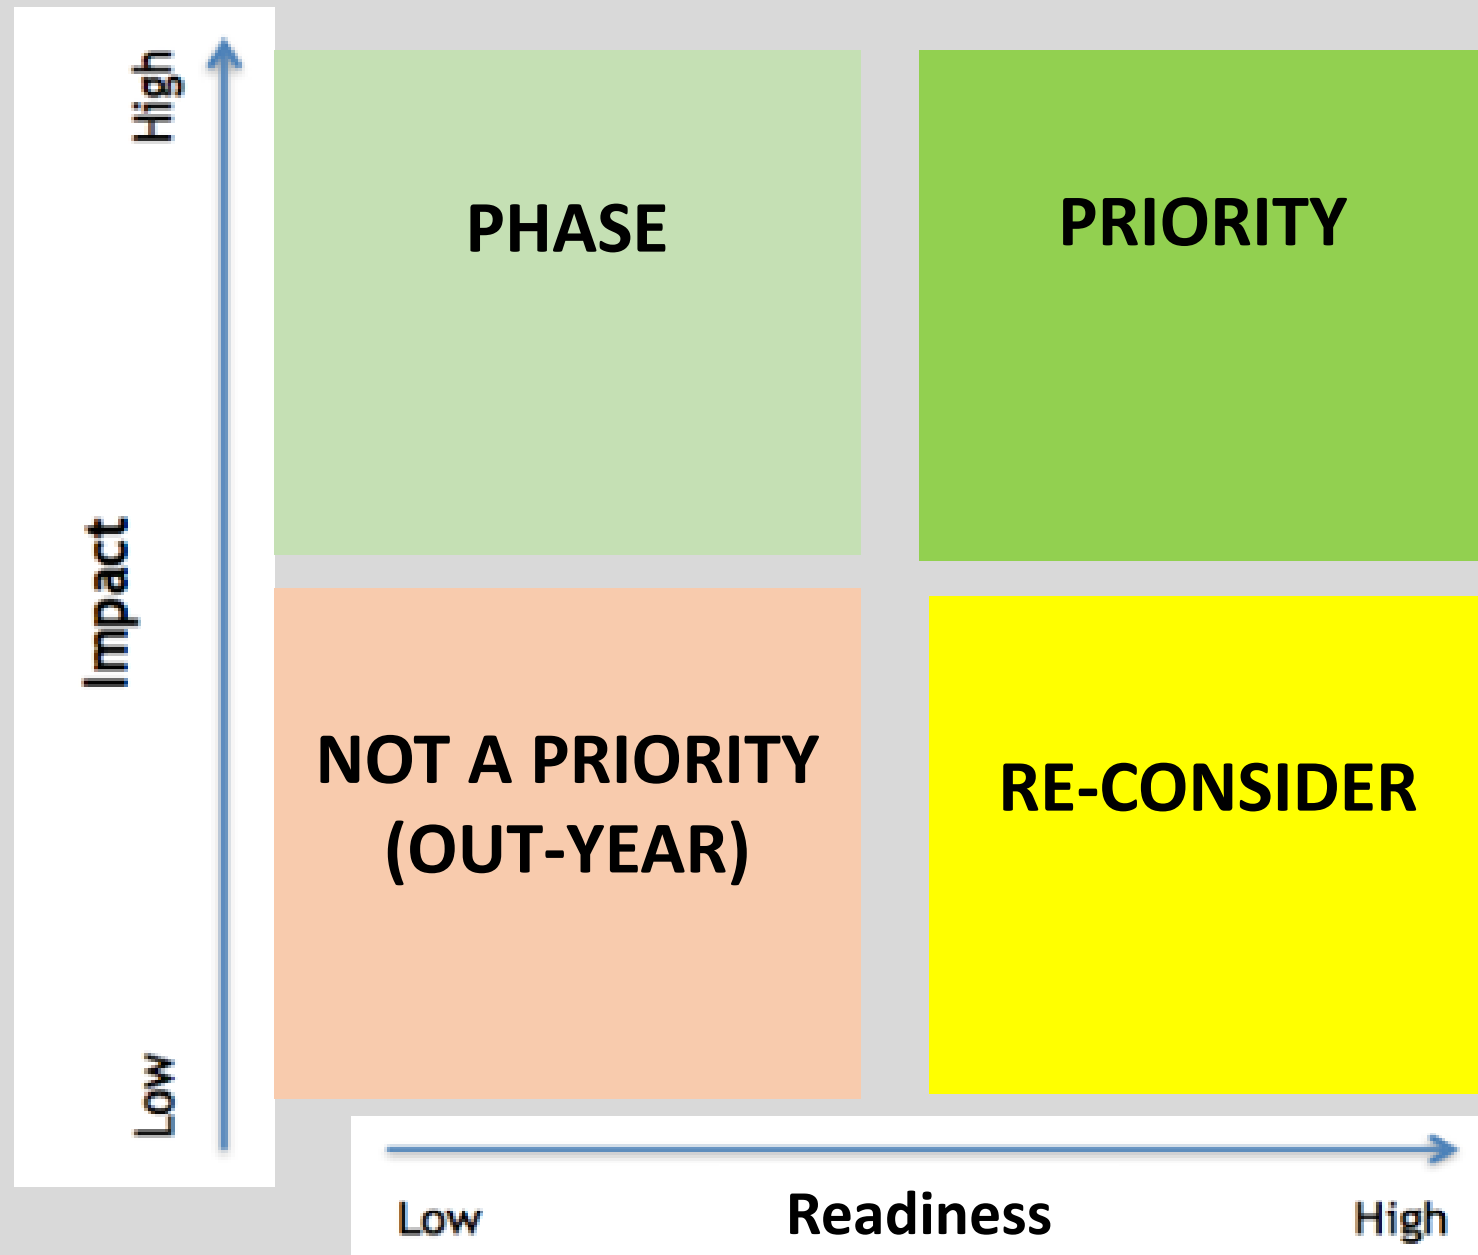 High
PHASE
PRIORITY
Impact
NOT A PRIORITY
(OUT-YEAR)
RE-CONSIDER
Low
Low
Readiness
High